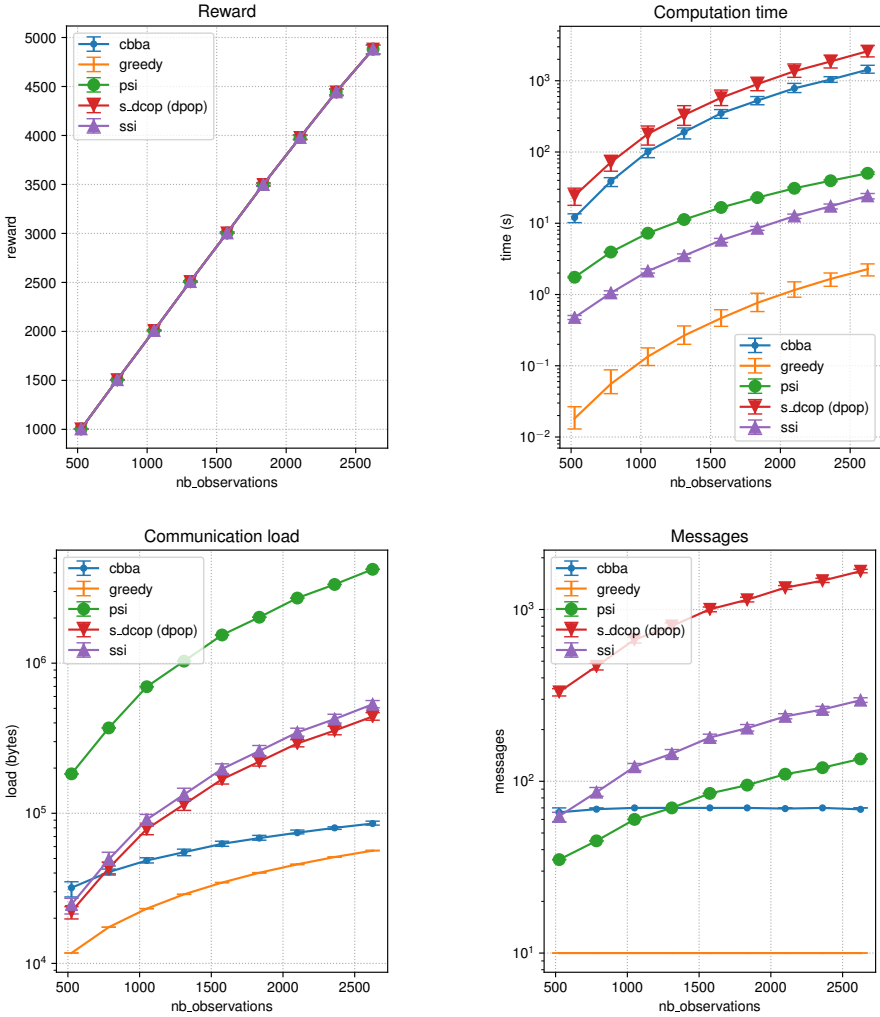 Reward
5000
4500
4000
3500
3000
2500
2000
1500
1000
reward
cbba
greedy
psi
s_dcop (dpop)
ssi
500 1000 1500 2000 2500
nb_observations
Computation time
10³
10²
10¹
10⁰
10⁻¹
10⁻²
time (s)
cbba
greedy
psi
s_dcop (dpop)
ssi
500 1000 1500 2000 2500
nb_observations
Communication load
10⁶
10⁵
10⁴
load (bytes)
cbba
greedy
psi
s_dcop (dpop)
ssi
500 1000 1500 2000 2500
nb_observations
Messages
10³
10²
10¹
messages
cbba
greedy
psi
s_dcop (dpop)
ssi
500 1000 1500 2000 2500
nb_observations